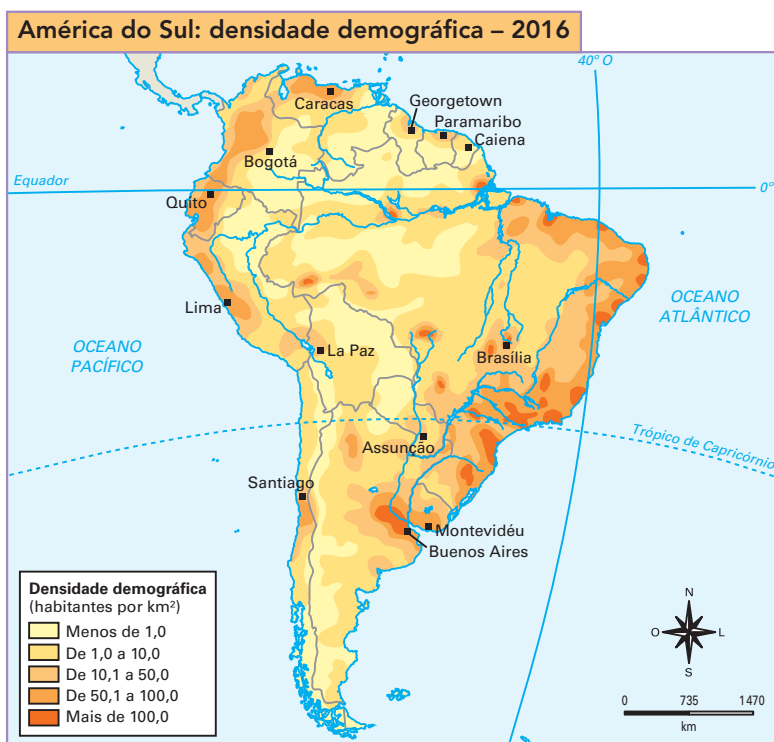 América do Sul: densidade demográfica – 2016
40° O
Caracas
Georgetown
Paramaribo
Caiena
Bogotá
Equador
0°
Quito
Lima
OCEANO
ATLÂNTICO
OCEANO
PACÍFICO
La Paz
Brasília
Trópico de Capricórnio
Assunção
Santiago
Montevidéu
Buenos Aires
Densidade demográfica
(habitantes por km²)
Menos de 1,0
De 1,0 a 10,0
De 10,1 a 50,0
De 50,1 a 100,0
Mais de 100,0
N
O L
S
0 735 1 470
km